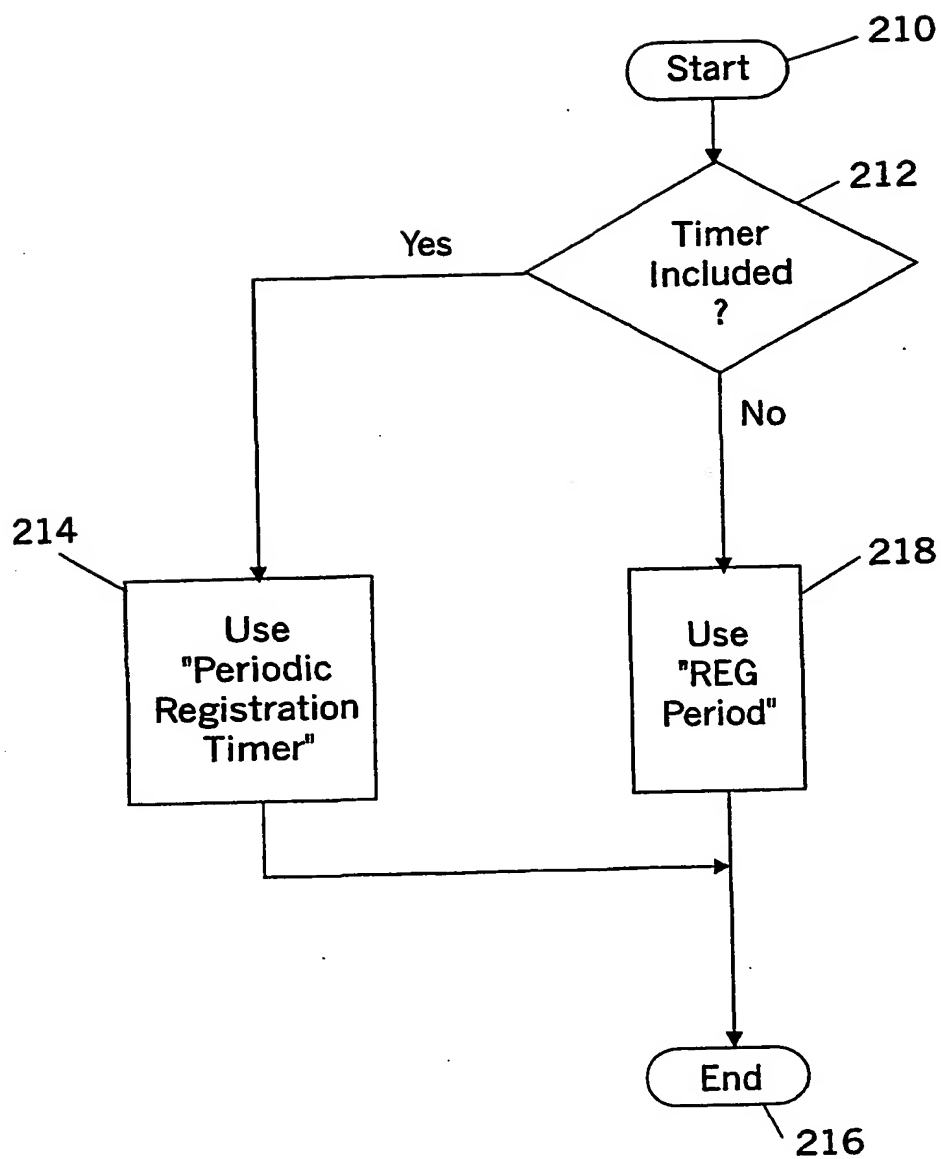 210
Start
212
Timer
Included
?
Yes
No
214
218
Use
"Periodic
Registration
Timer"
Use
"REG
Period"
End
216